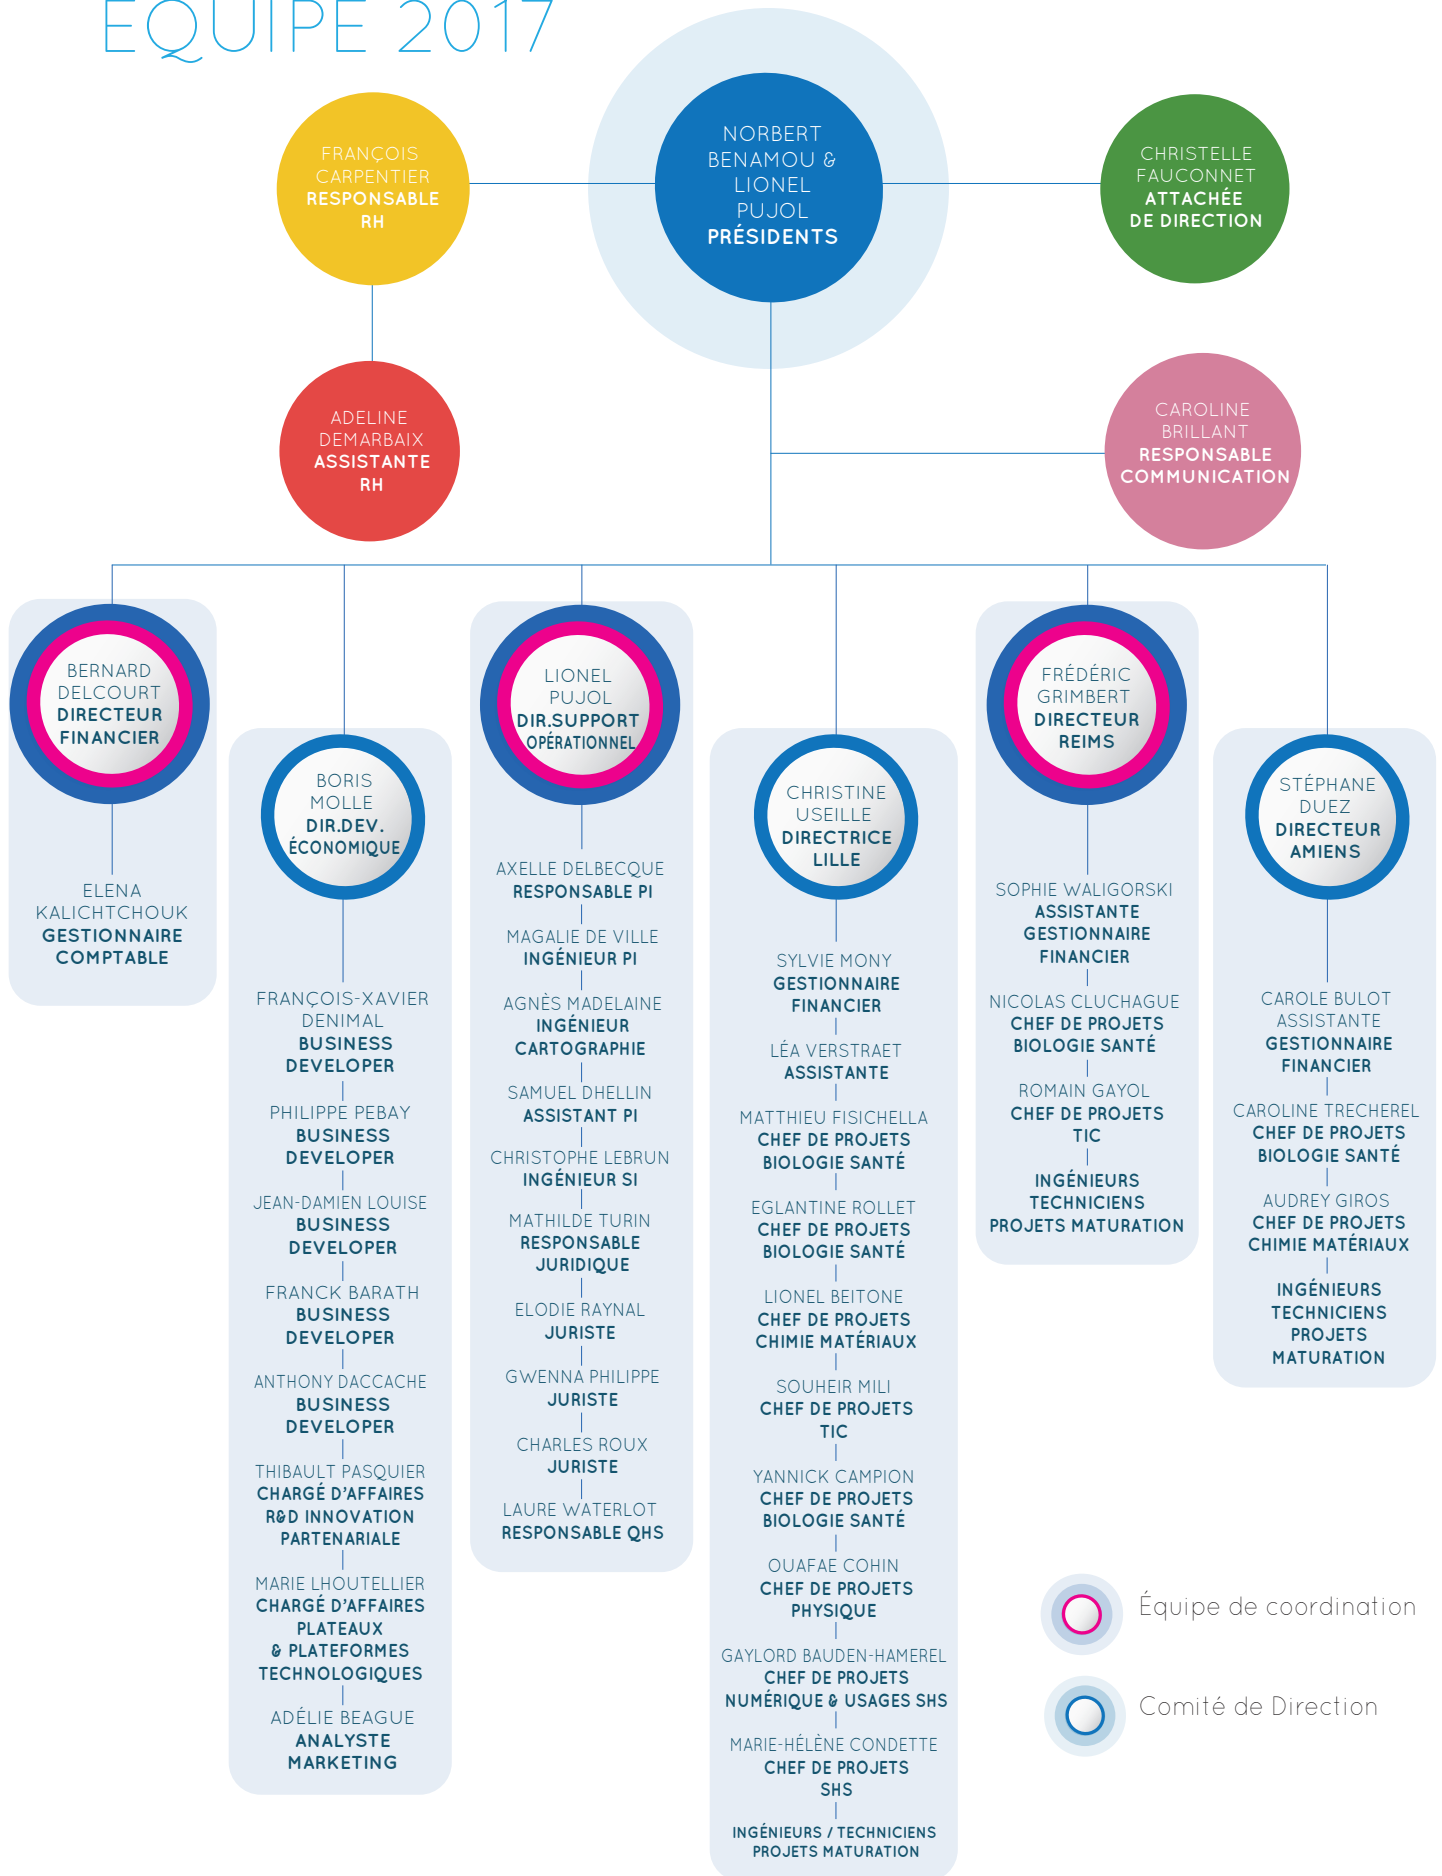 ÉQUIPE 2017
FRANÇOIS
CARPENTIER
RESPONSABLE
RH
NORBERT
BENAMOU &
LIONEL
PUJOL
PRÉSIDENTS
CHRISTELLE
FAUCONNET
ATTACHÉE
DE DIRECTION
ADELINE
DEMARBAIX
ASSISTANTE
RH
CAROLINE
BRILLANT
RESPONSABLE
COMMUNICATION
BERNARD
DELCOURT
DIRECTEUR
FINANCIER
ELENA
KALICHTCHOUK
GESTIONNAIRE
COMPTABLE
BORIS
MOLLE
DIR.DEV.
ÉCONOMIQUE
FRANÇOIS-XAVIER
DENIMAL
BUSINESS
DEVELOPER
PHILIPPE PEBAY
BUSINESS
DEVELOPER
JEAN-DAMIEN LOUISE
BUSINESS
DEVELOPER
FRANCK BARATH
BUSINESS
DEVELOPER
ANTHONY DACCACHE
BUSINESS
DEVELOPER
THIBAULT PASQUIER
CHARGÉ D'AFFAIRES
R&D INNOVATION
PARTENARIALE
MARIE LHOUTELLIER
CHARGÉ D'AFFAIRES
PLATEAUX
& PLATEFORMES
TECHNOLOGIQUES
ADÉLIE BEAGUE
ANALYSTE
MARKETING
LIONEL
PUJOL
DIR.SUPPORT
OPÉRATIONNEL
AXELLE DELBECQUE
RESPONSABLE PI
MAGALIE DE VILLE
INGÉNIEUR PI
AGNÈS MADELAINE
INGÉNIEUR
CARTOGRAPHIE
SAMUEL DHELLIN
ASSISTANT PI
CHRISTOPHE LEBRUN
INGÉNIEUR SI
MATHILDE TURIN
RESPONSABLE
JURIDIQUE
ELODIE RAYNAL
JURISTE
GWENNA PHILIPPE
JURISTE
CHARLES ROUX
JURISTE
LAURE WATERLOT
RESPONSABLE QHS
CHRISTINE
USEILLE
DIRECTRICE
LILLE
SYLVIE MONY
GESTIONNAIRE
FINANCIER
LÉA VERSTRAET
ASSISTANTE
MATTHIEU FISICHELLA
CHEF DE PROJETS
BIOLOGIE SANTÉ
EGLANTINE ROLLET
CHEF DE PROJETS
BIOLOGIE SANTÉ
LIONEL BEITONE
CHEF DE PROJETS
CHIMIE MATÉRIAUX
SOUHEIR MILI
CHEF DE PROJETS
TIC
YANNICK CAMPION
CHEF DE PROJETS
BIOLOGIE SANTÉ
OUAFAE COHIN
CHEF DE PROJETS
PHYSIQUE
GAYLORD BAUDEN-HAMEREL
CHEF DE PROJETS
NUMÉRIQUE & USAGES SHS
MARIE-HÉLÈNE CONDETTE
CHEF DE PROJETS
SHS
INGÉNIEURS / TECHNICIENS
PROJETS MATURATION
FRÉDÉRIC
GRIMBERT
DIRECTEUR
REIMS
SOPHIE WALIGORSKI
ASSISTANTE
GESTIONNAIRE
FINANCIER
NICOLAS CLUCHAGUE
CHEF DE PROJETS
BIOLOGIE SANTÉ
ROMAIN GAYOL
CHEF DE PROJETS
TIC
INGÉNIEURS
TECHNICIENS
PROJETS MATURATION
STÉPHANE
DUEZ
DIRECTEUR
AMIENS
CAROLE BULOT
ASSISTANTE
GESTIONNAIRE
FINANCIER
CAROLINE TRECHEREL
CHEF DE PROJETS
BIOLOGIE SANTÉ
AUDREY GIROS
CHEF DE PROJETS
CHIMIE MATÉRIAUX
INGÉNIEURS
TECHNICIENS
PROJETS
MATURATION
Équipe de coordination
Comité de Direction